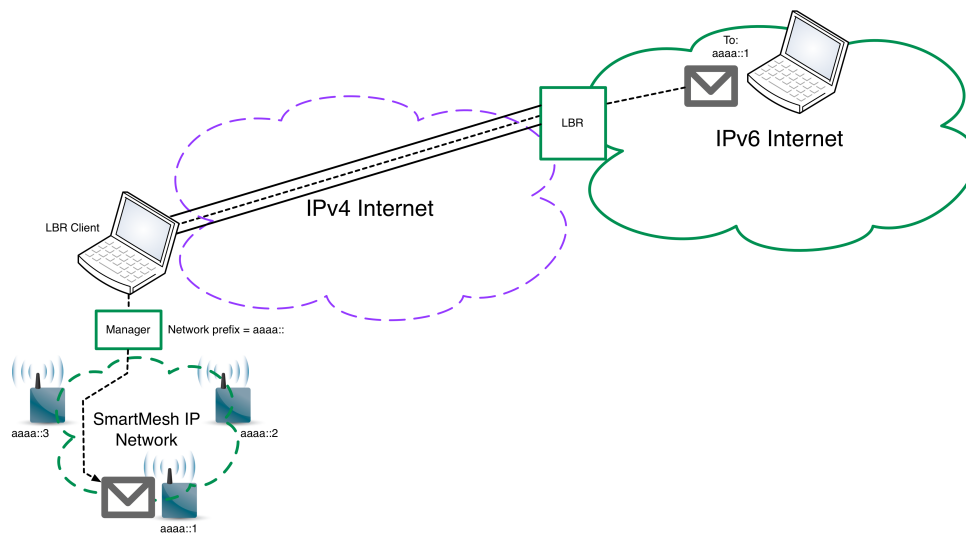 To:
aaaa::1
LBR
IPv6 Internet
IPv4 Internet
LBR Client
Manager
Network prefix = aaaa::
SmartMesh IP
Network
aaaa::3
aaaa::2
aaaa::1